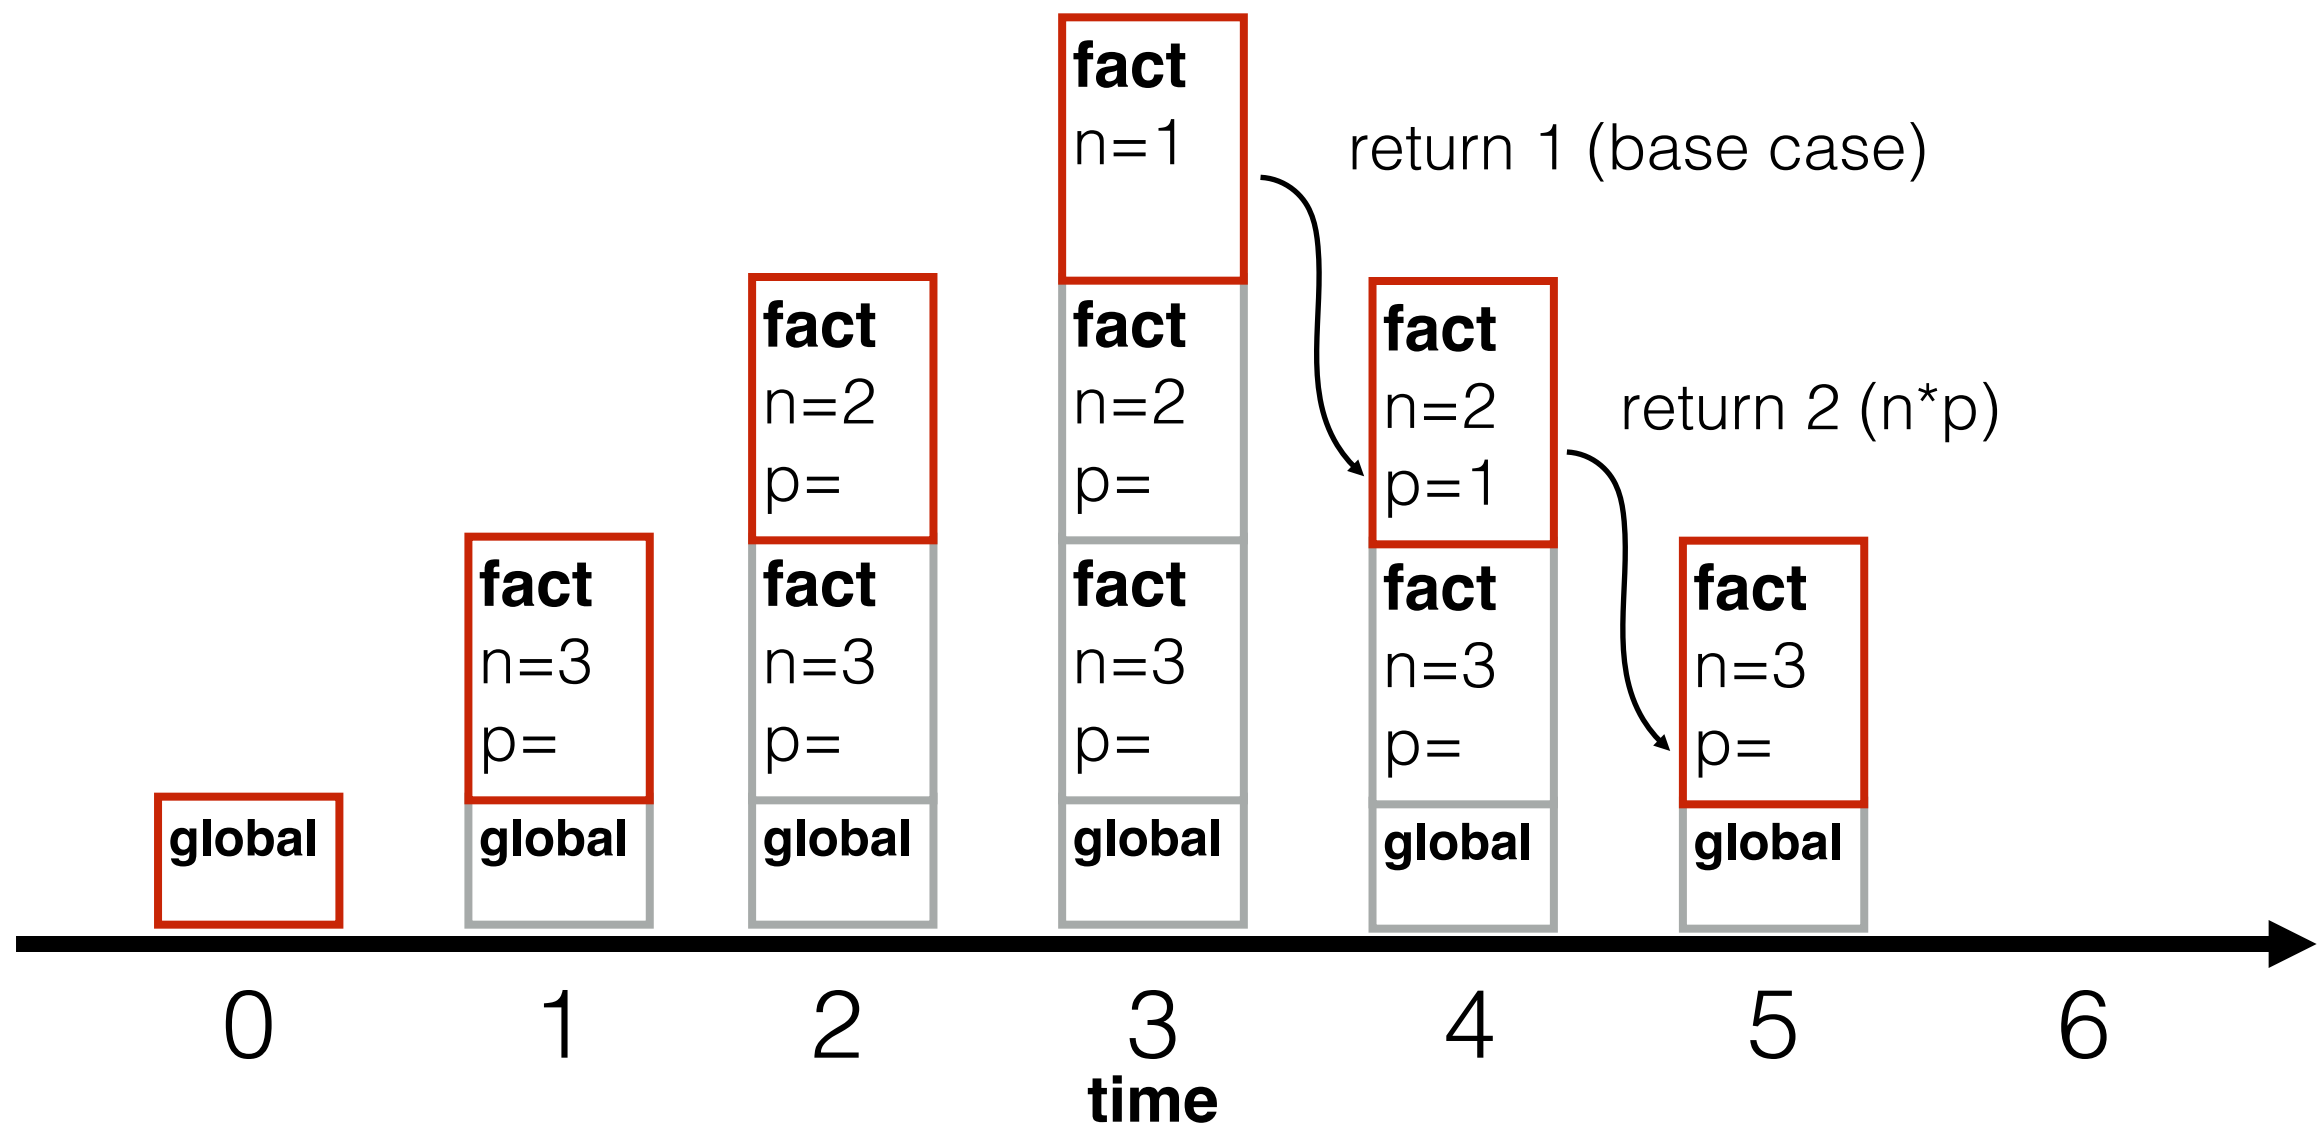 fact
n=1
return 1 (base case)
fact
n=2
p=
fact
n=2
p=
fact
n=2
p=1
return 2 (n*p)
fact
n=3
p=
fact
n=3
p=
fact
n=3
p=
fact
n=3
p=
fact
n=3
p=
global
global
global
global
global
global
0 1 2 3 4 5 6
time